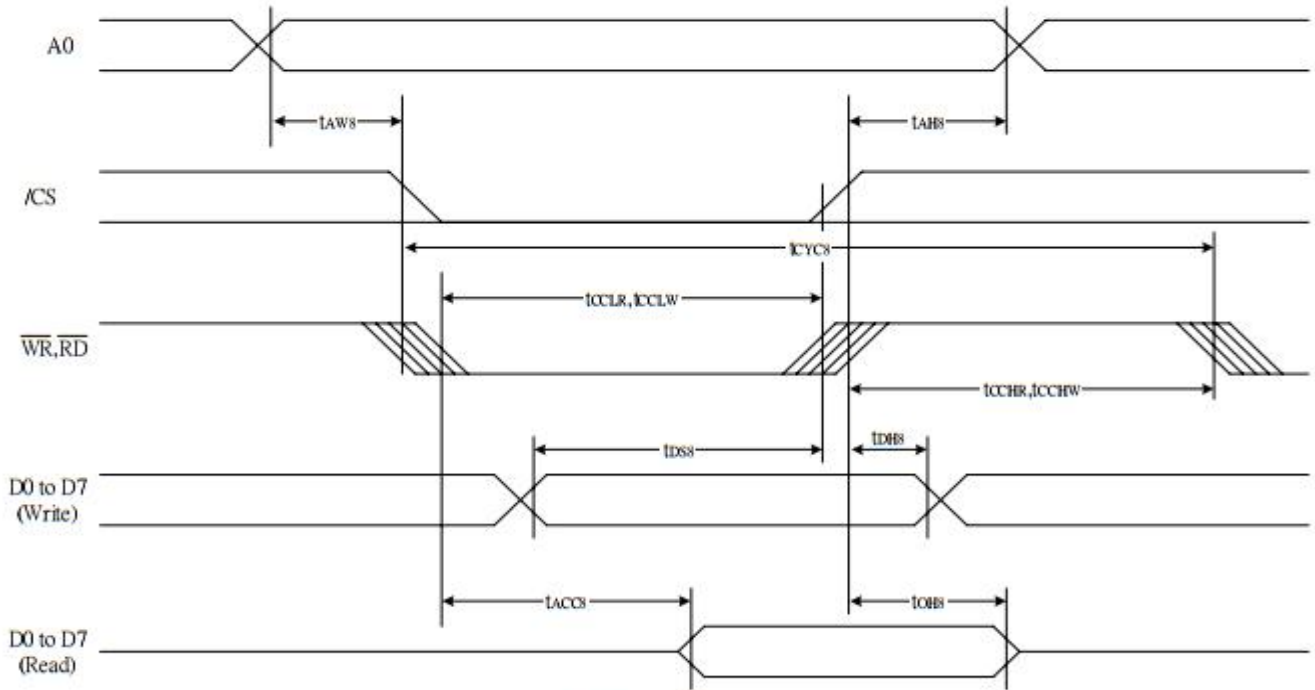 A0
tAW8
tAH8
/CS
tCYC8
tCCLR,tCCLW
WR,RD
tCCHR,tCCHW
tDS8
tDH8
D0 to D7
(Write)
tACC8
tOH8
D0 to D7
(Read)